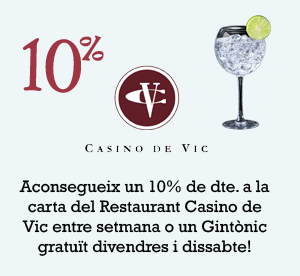 10%
CV
CASINO DE VIC
Aconsegueix un 10% de dte. a la
carta del Restaurant Casino de
Vic entre setmana o un Gintònic
gratuït divendres i dissabte!